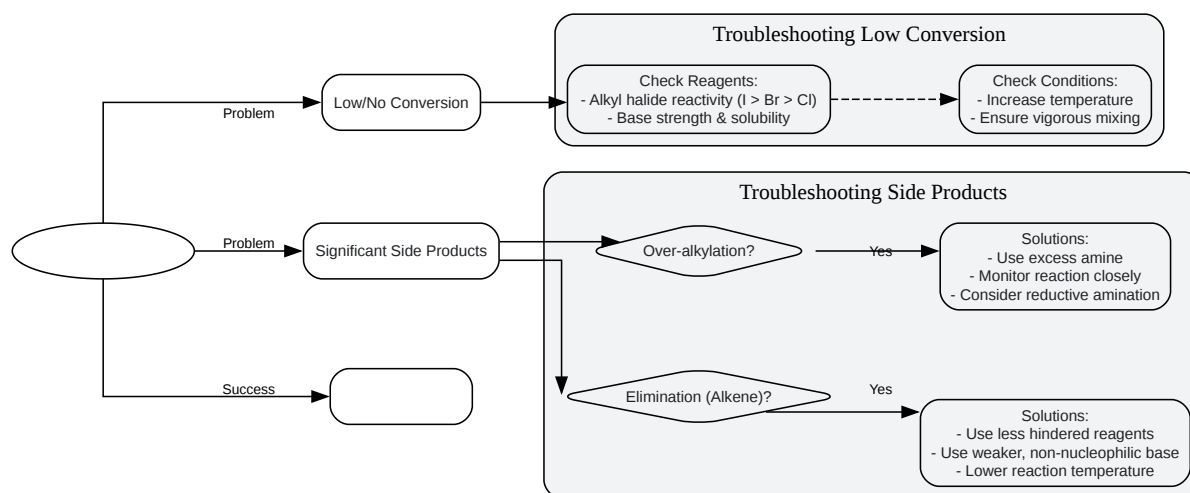 Troubleshooting Low Conversion
Problem
Low/No Conversion
Check Reagents:
- Alkyl halide reactivity (I > Br > Cl)
- Base strength & solubility
Check Conditions:
- Increase temperature
- Ensure vigorous mixing
Troubleshooting Side Products
Problem
Significant Side Products
Over-alkylation?
Yes
Solutions:
- Use excess amine
- Monitor reaction closely
- Consider reductive amination
Success
Elimination (Alkene)?
Yes
Solutions:
- Use less hindered reagents
- Use weaker, non-nucleophilic base
- Lower reaction temperature